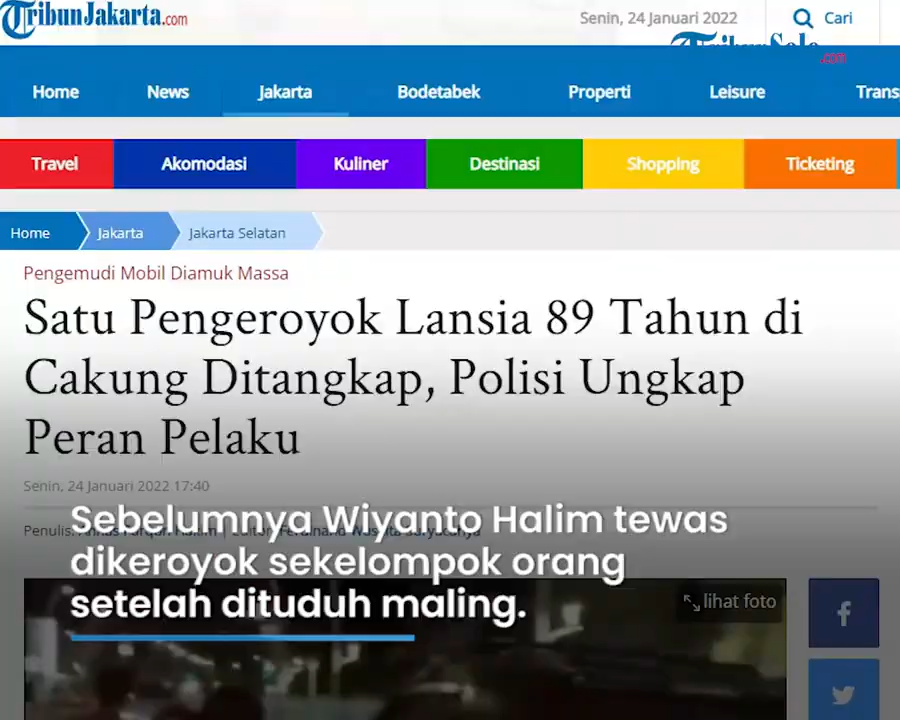 TribunJakarta.com
Senin, 24 Januari 2022
Cari
TribunSolo
.com
Home News Jakarta Bodetabek Properti Leisure Trans
Travel Akomodasi Kuliner Destinasi Shopping Ticketing
Home Jakarta Jakarta Selatan
Pengemudi Mobil Diamuk Massa
Satu Pengeroyok Lansia 89 Tahun di
Cakung Ditangkap, Polisi Ungkap
Peran Pelaku
Senin, 24 Januari 2022 17:40
Penulis:
Sebelumnya Wiyanto Halim tewas
dikeroyok sekelompok orang
setelah dituduh maling.
lihat foto